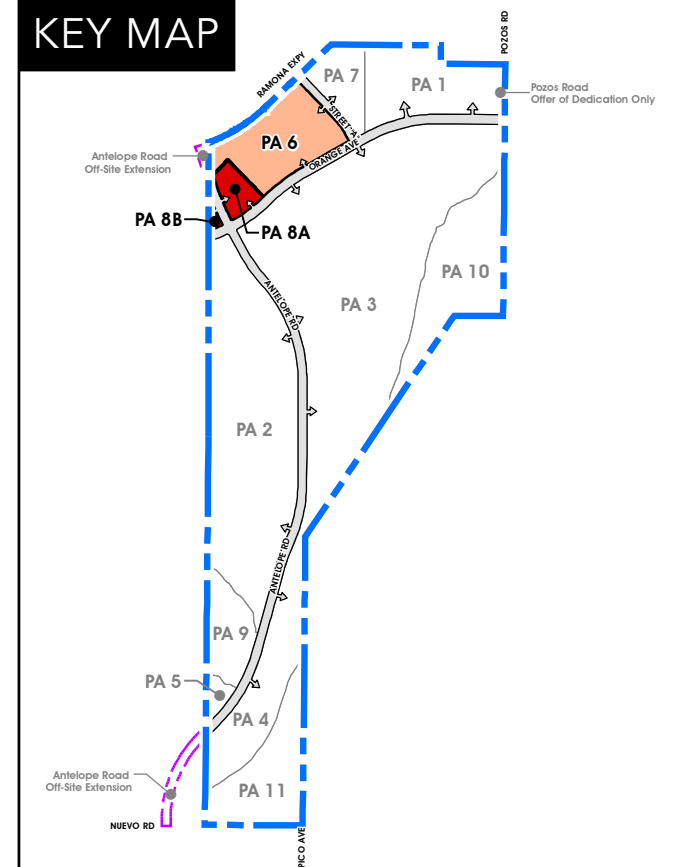 KEY MAP
POZOS RD
RAMONA EXPY
PA 7
PA 1
Pozos Road
Offer of Dedication Only
STREET "A"
PA 6
ORANGE AVE
Antelope Road
Off-Site Extension
PA 8B
PA 8A
PA 10
ANTELOPE RD
PA 3
PA 2
ANTELOPE RD
PA 9
PA 5
PA 4
Antelope Road
Off-Site Extension
PA 11
NUEVO RD
PICO AVE